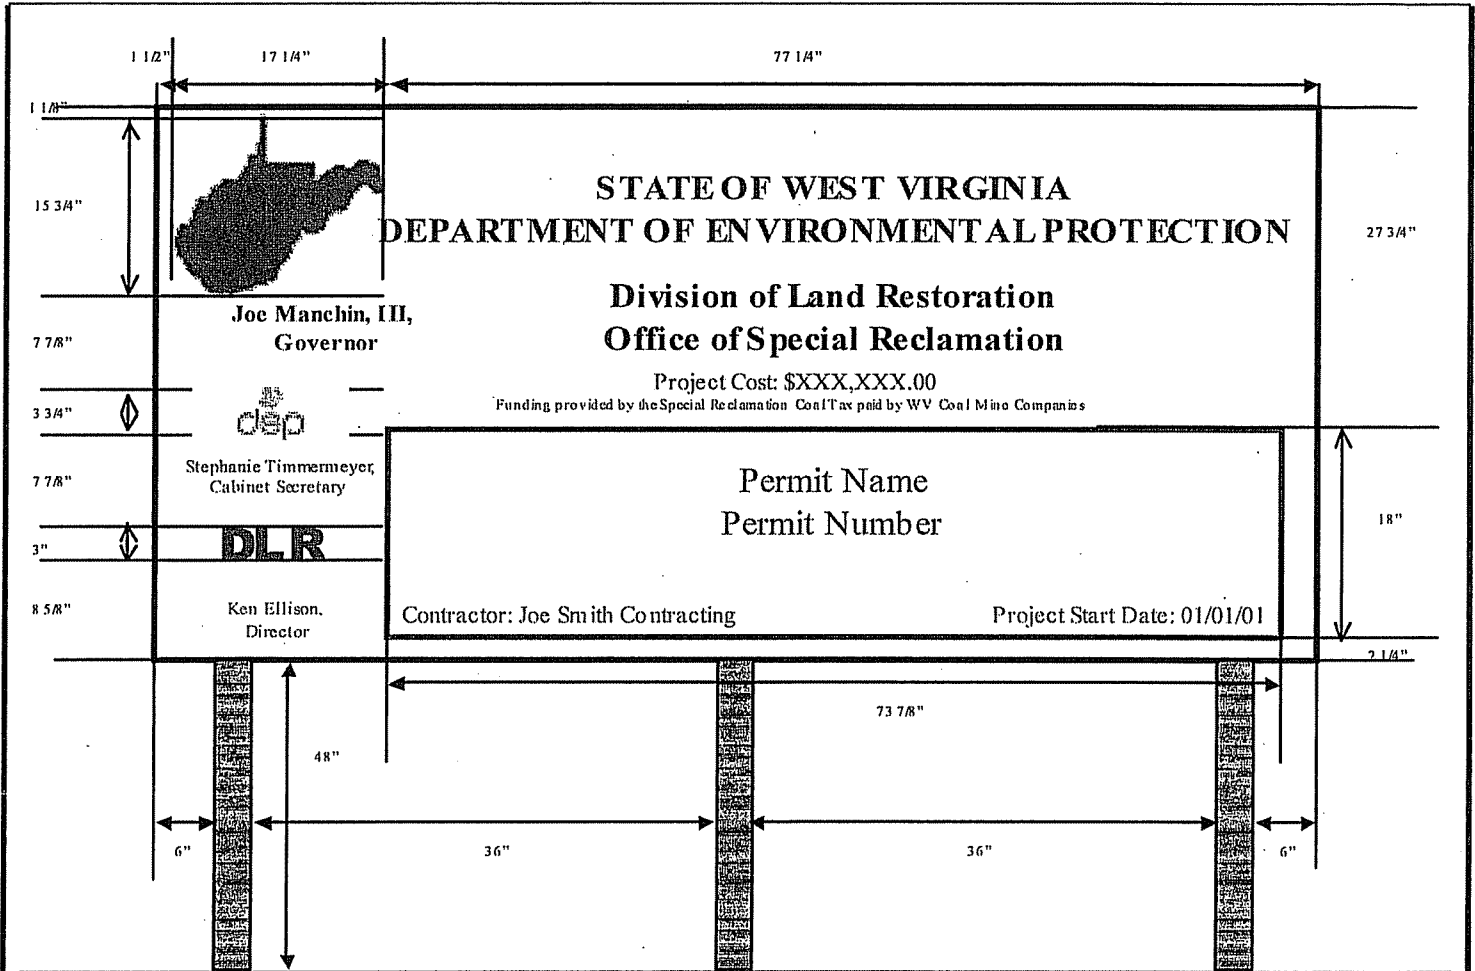 1 1/2" 17 1/4" 77 1/4"
1 1/8"
15 3/4"
STATE OF WEST VIRGINIA
DEPARTMENT OF ENVIRONMENTAL PROTECTION
27 3/4"
Division of Land Restoration
Office of Special Reclamation
Joe Manchin, III,
Governor
7 7/8"
Project Cost: $XXX,XXX.00
Funding provided by the Special Reclamation Coal Tax paid by WV Coal Mine Companies
3 3/4"
dep
Stephanie Timmermeyer,
Cabinet Secretary
7 7/8"
Permit Name
Permit Number
18"
DLR
3"
8 5/8"
Ken Ellison,
Director
Contractor: Joe Smith Contracting Project Start Date: 01/01/01
2 1/4"
73 7/8"
48"
6" 36" 36" 6"